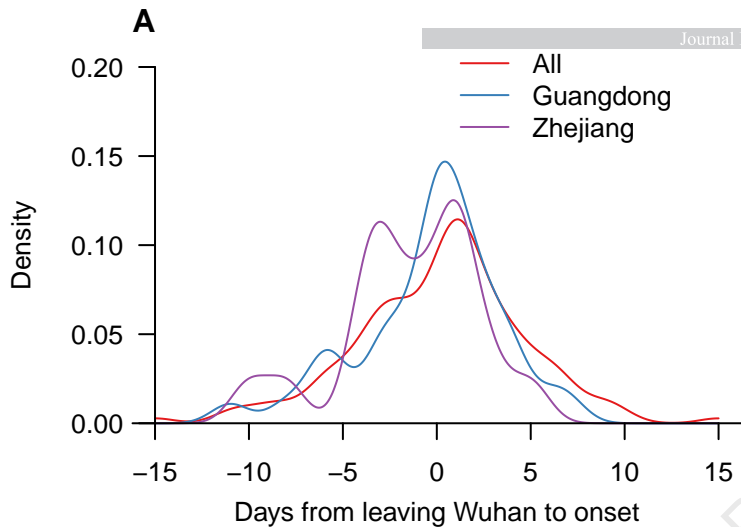 A
Journal
All
Guangdong
Zhejiang
0.20
0.15
0.10
0.05
0.00
Density
−15 −10 −5 0 5 10 15
Days from leaving Wuhan to onset